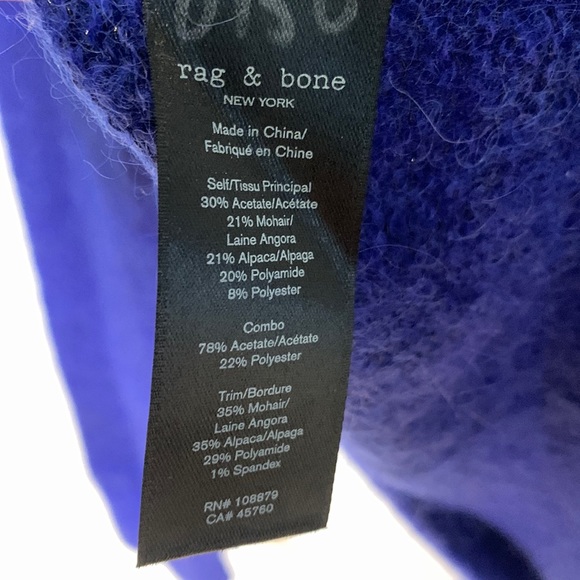 rag & bone
NEW YORK
Made in China/
Fabriqué en Chine
Self/Tissu Principal
30% Acetate/Acétate
21% Mohair/
Laine Angora
21% Alpaca/Alpaga
20% Polyamide
8% Polyester
Combo
78% Acetate/Acétate
22% Polyester
Trim/Bordure
35% Mohair/
Laine Angora
35% Alpaca/Alpaga
29% Polyamide
1% Spandex
RN# 108879
CA# 45760